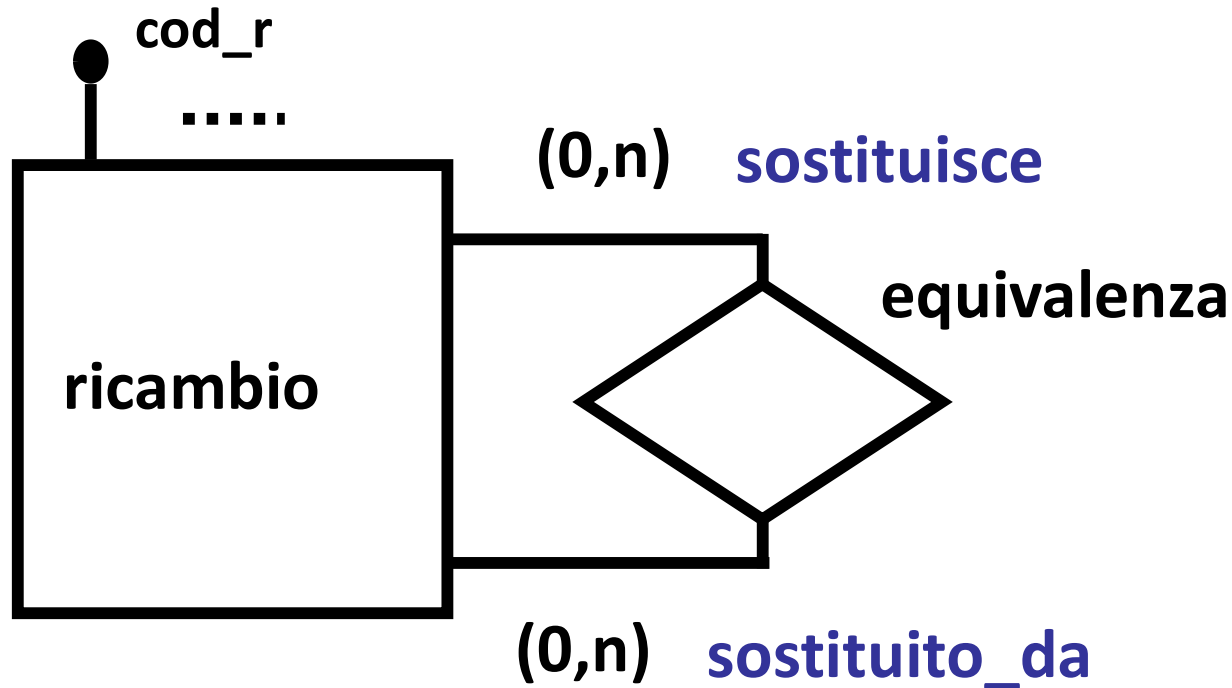 cod_r
.....
(0,n) sostituisce
equivalenza
ricambio
(0,n) sostituito_da